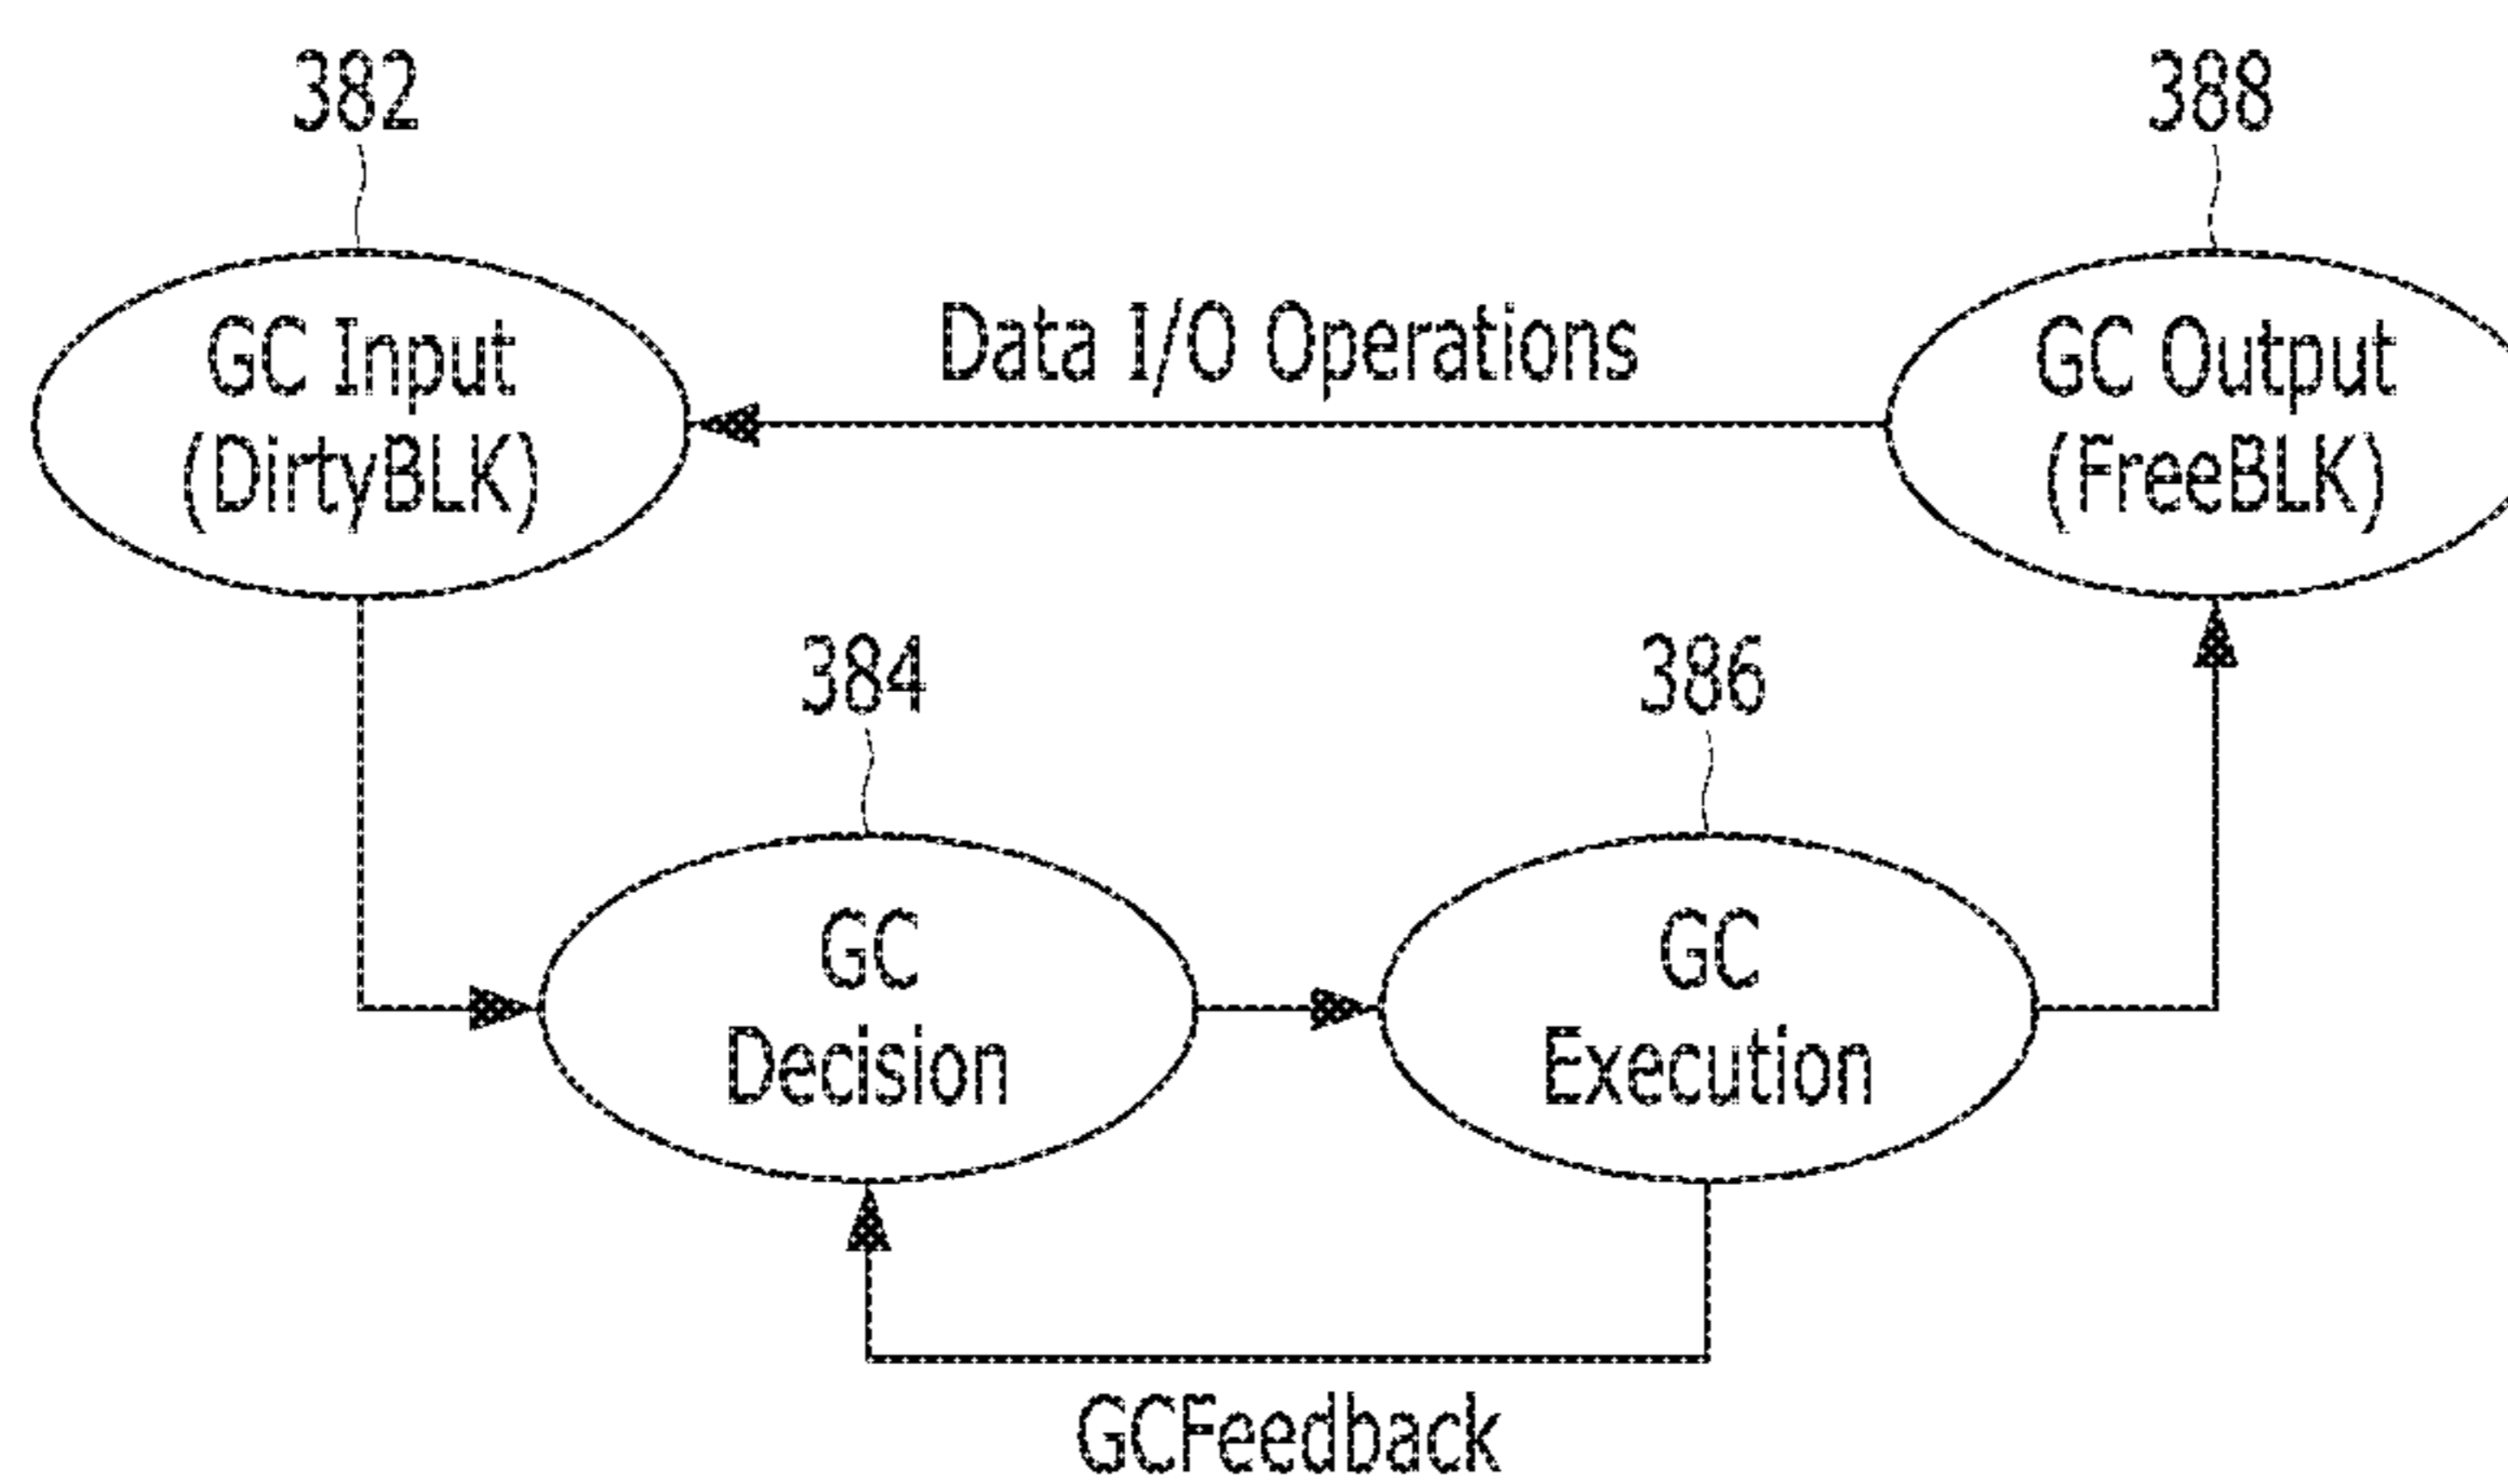 382
388
GC Input
(DirtyBLK)
Data I/O Operations
GC Output
(FreeBLK)
384
386
GC
Decision
GC
Execution
GCFeedback